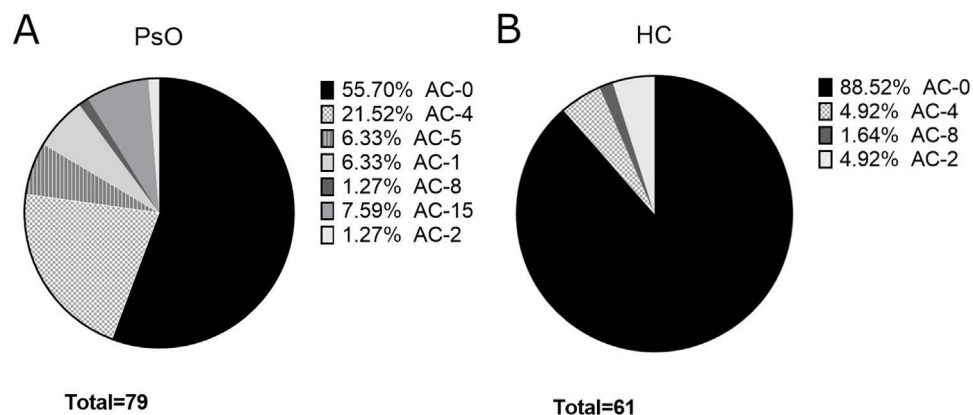 A
PsO
55.70% AC-0
21.52% AC-4
6.33% AC-5
6.33% AC-1
1.27% AC-8
7.59% AC-15
1.27% AC-2
Total=79
B
HC
88.52% AC-0
4.92% AC-4
1.64% AC-8
4.92% AC-2
Total=61